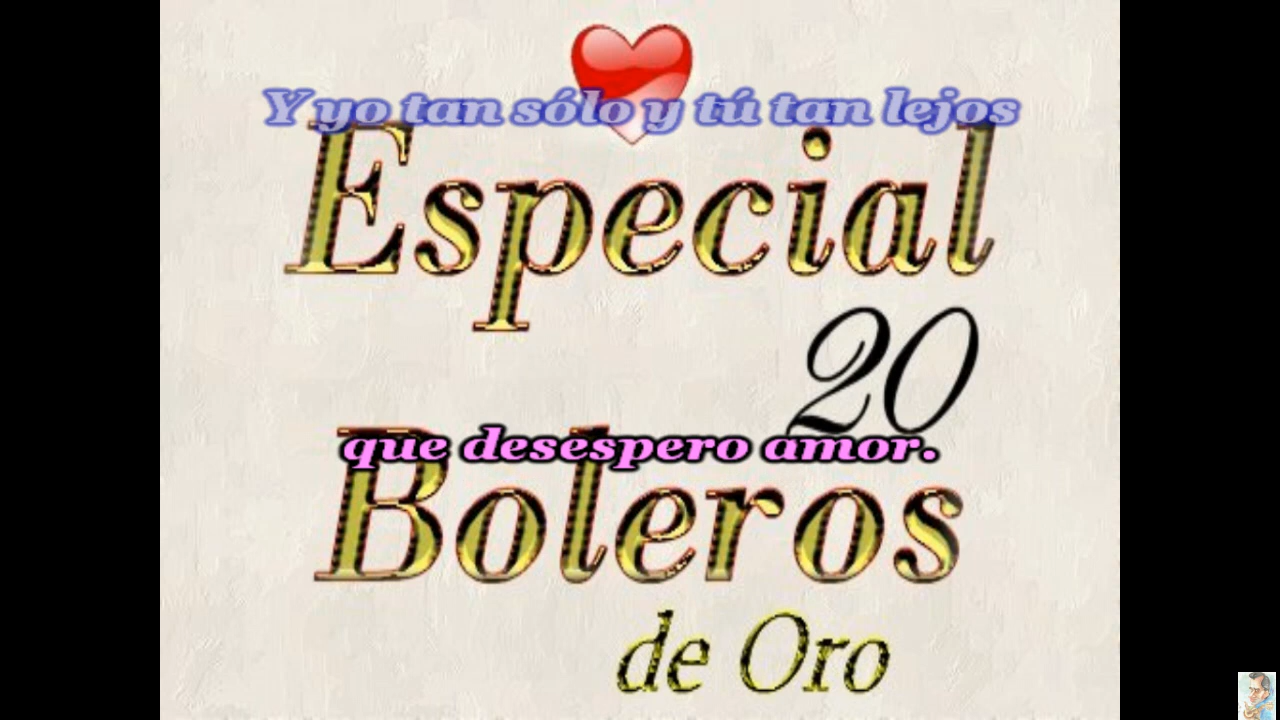 Y yo tan sólo y tú tan lejos
Especial
20
que desespero amor.
Boleros
de Oro